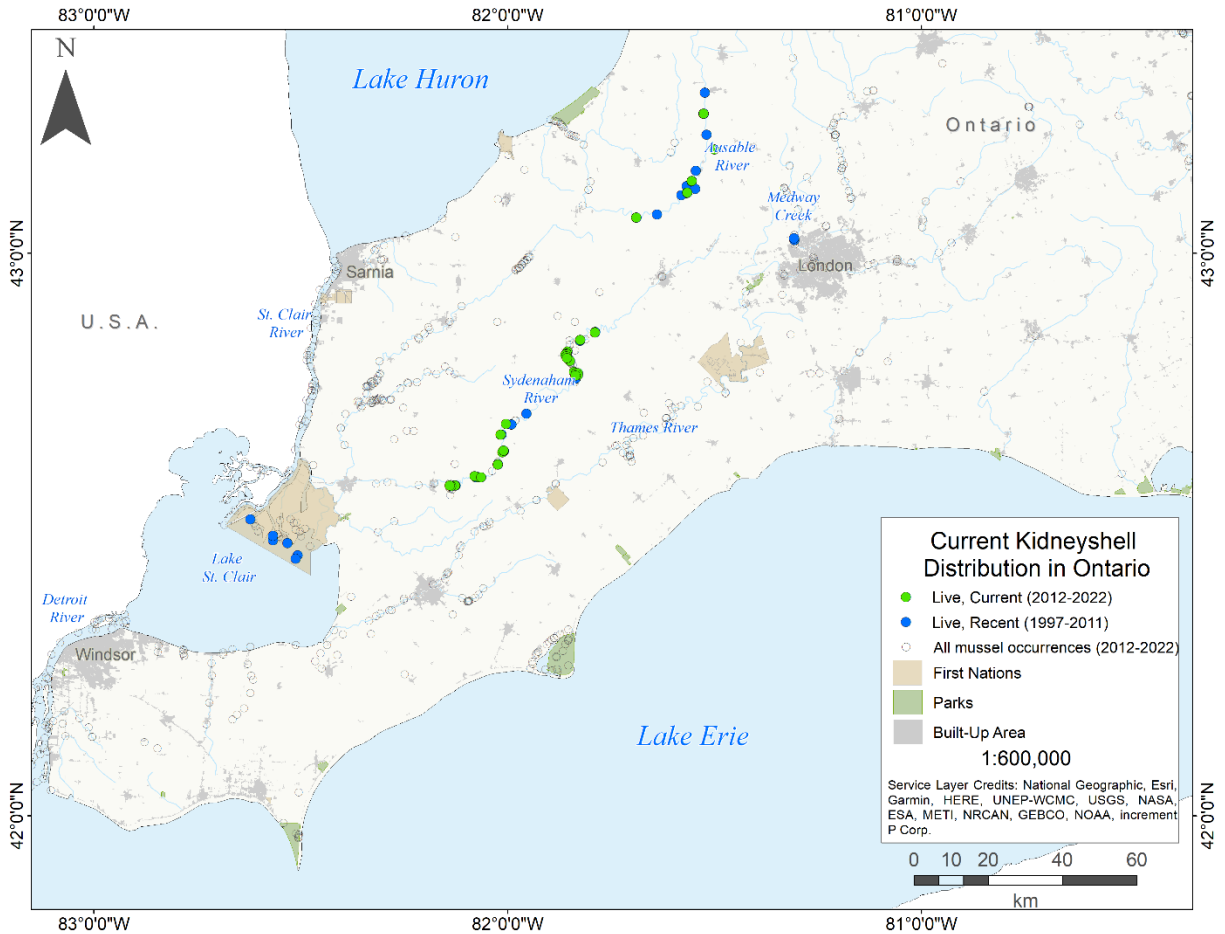 83°0'0"W 82°0'0"W 81°0'0"W
N
Lake Huron
Ontario
Ausable
River
Medway
Creek
43°0'0"N
43°0'0"N
London
Sarnia
U.S.A.
St. Clair
River
Sydenaham
River
Thames River
Lake
St. Clair
Detroit
River
Windsor
Lake Erie
Current Kidneyshell
Distribution in Ontario
Live, Current (2012-2022)
Live, Recent (1997-2011)
All mussel occurrences (2012-2022)
First Nations
Parks
Built-Up Area
1:600,000
Service Layer Credits: National Geographic, Esri,
Garmin, HERE, UNEP-WCMC, USGS, NASA,
ESA, METI, NRCAN, GEBCO, NOAA, increment
P Corp.
42°0'0"N
42°0'0"N
0 10 20 40 60
km
83°0'0"W 82°0'0"W 81°0'0"W